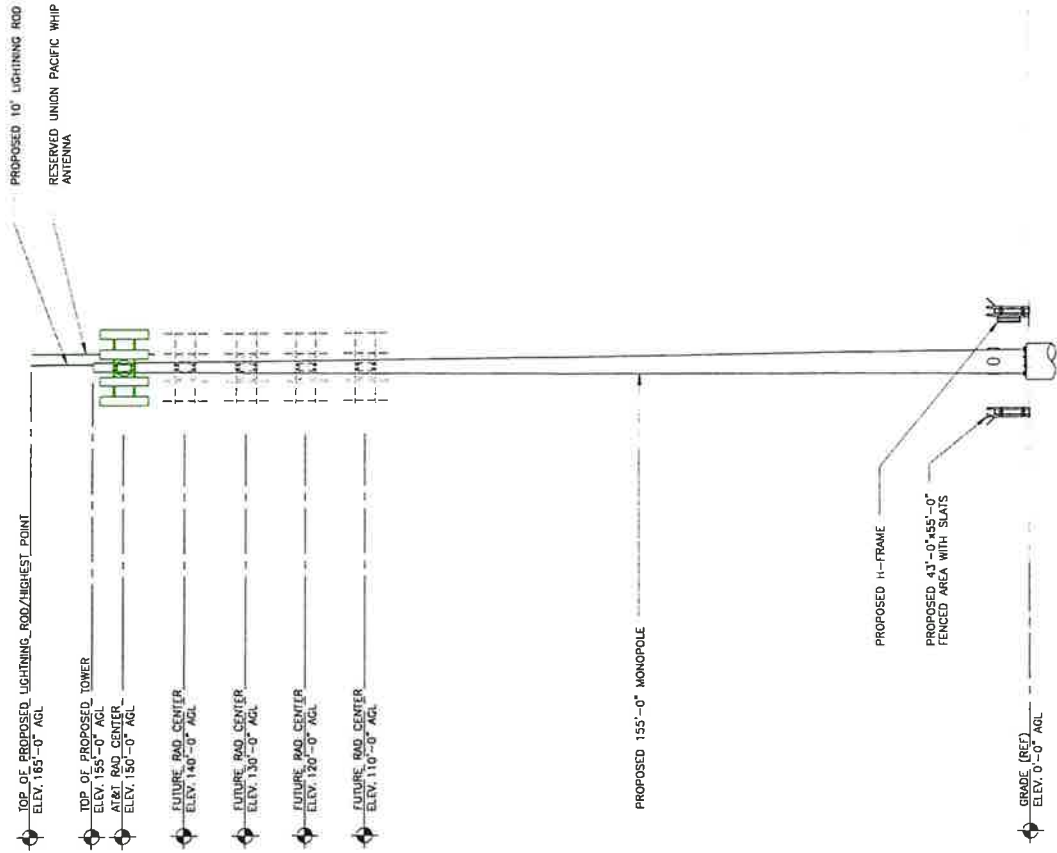 PROPOSED 10' LIGHTNING ROD
RESERVED UNION PACIFIC WHIP
ANTENNA
TOP OF PROPOSED LIGHTNING ROD/HIGHEST POINT
ELEV. 165'-0" AGL
TOP OF PROPOSED TOWER
ELEV. 155'-0" AGL
AT&T RAD CENTER
ELEV. 150'-0" AGL
FUTURE RAD CENTER
ELEV. 140'-0" AGL
FUTURE RAD CENTER
ELEV. 130'-0" AGL
FUTURE RAD CENTER
ELEV. 120'-0" AGL
FUTURE RAD CENTER
ELEV. 110'-0" AGL
PROPOSED 155'-0" MONOPOLE
PROPOSED H-FRAME
PROPOSED 43'-0"x55'-0"
FENCED AREA WITH SLATS
GRADE (REF)
ELEV. 0'-0" AGL